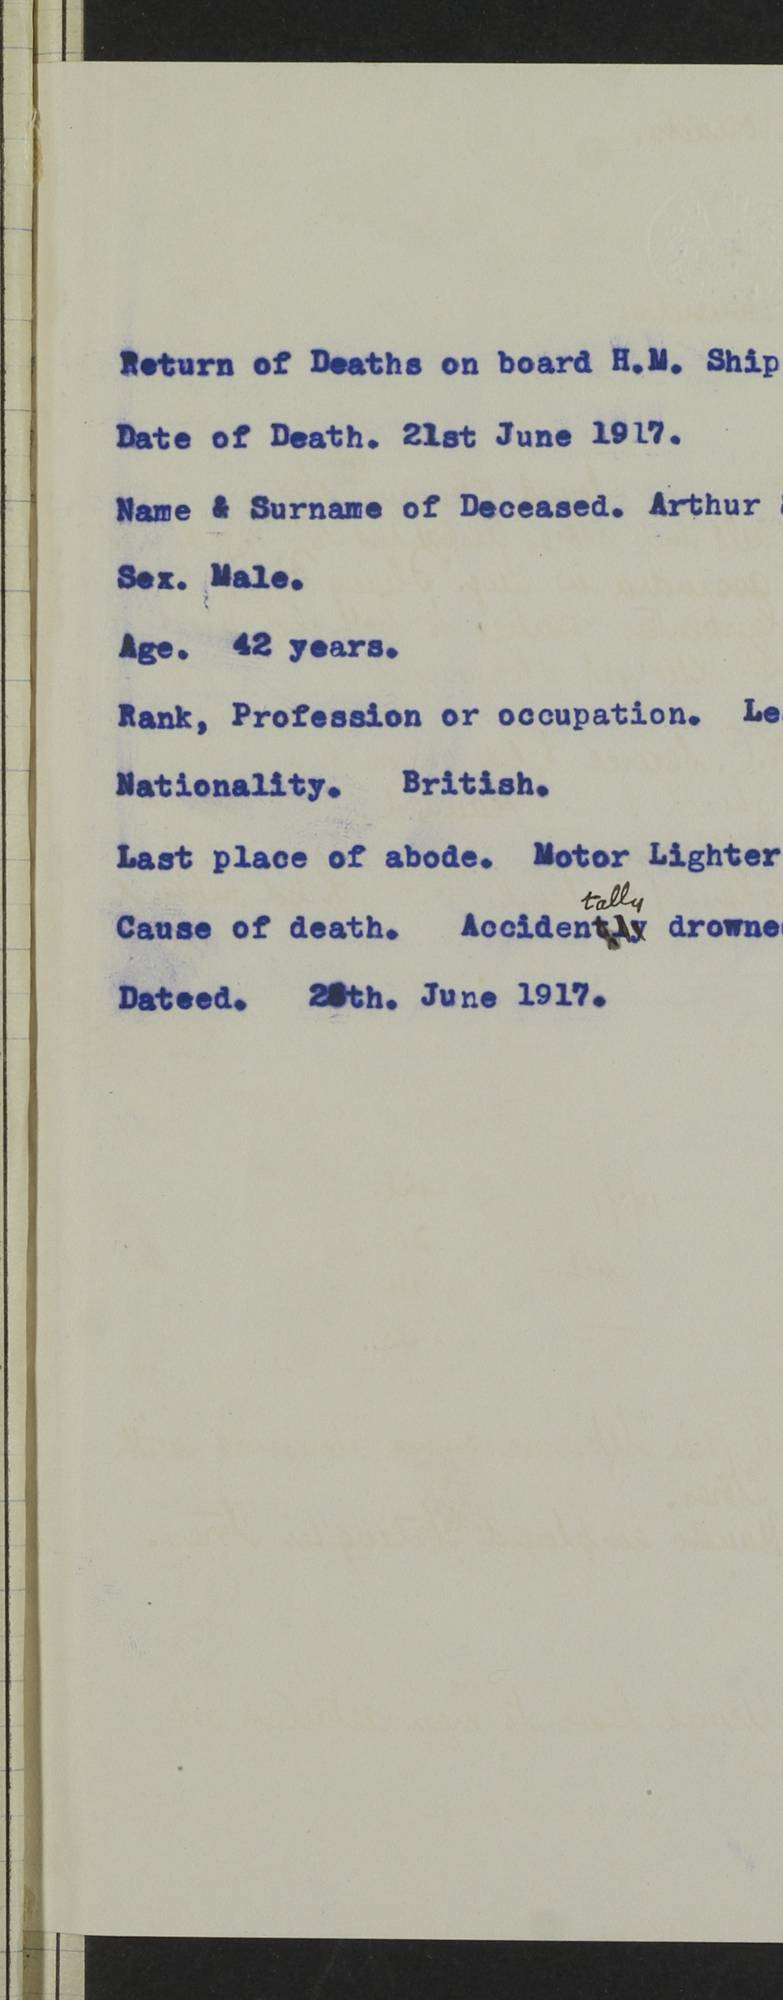 Return of Deaths on board H.M. Ship
Date of Death. 21st June 1917.
Name & Surname of Deceased. Arthur
Sex. Male.
Age. 42 years.
Rank, Profession or occupation. Le
Nationality. British.
Last place of abode. Motor Lighter
tally
Cause of death. Accidently drowne
Dateed. June 1917.